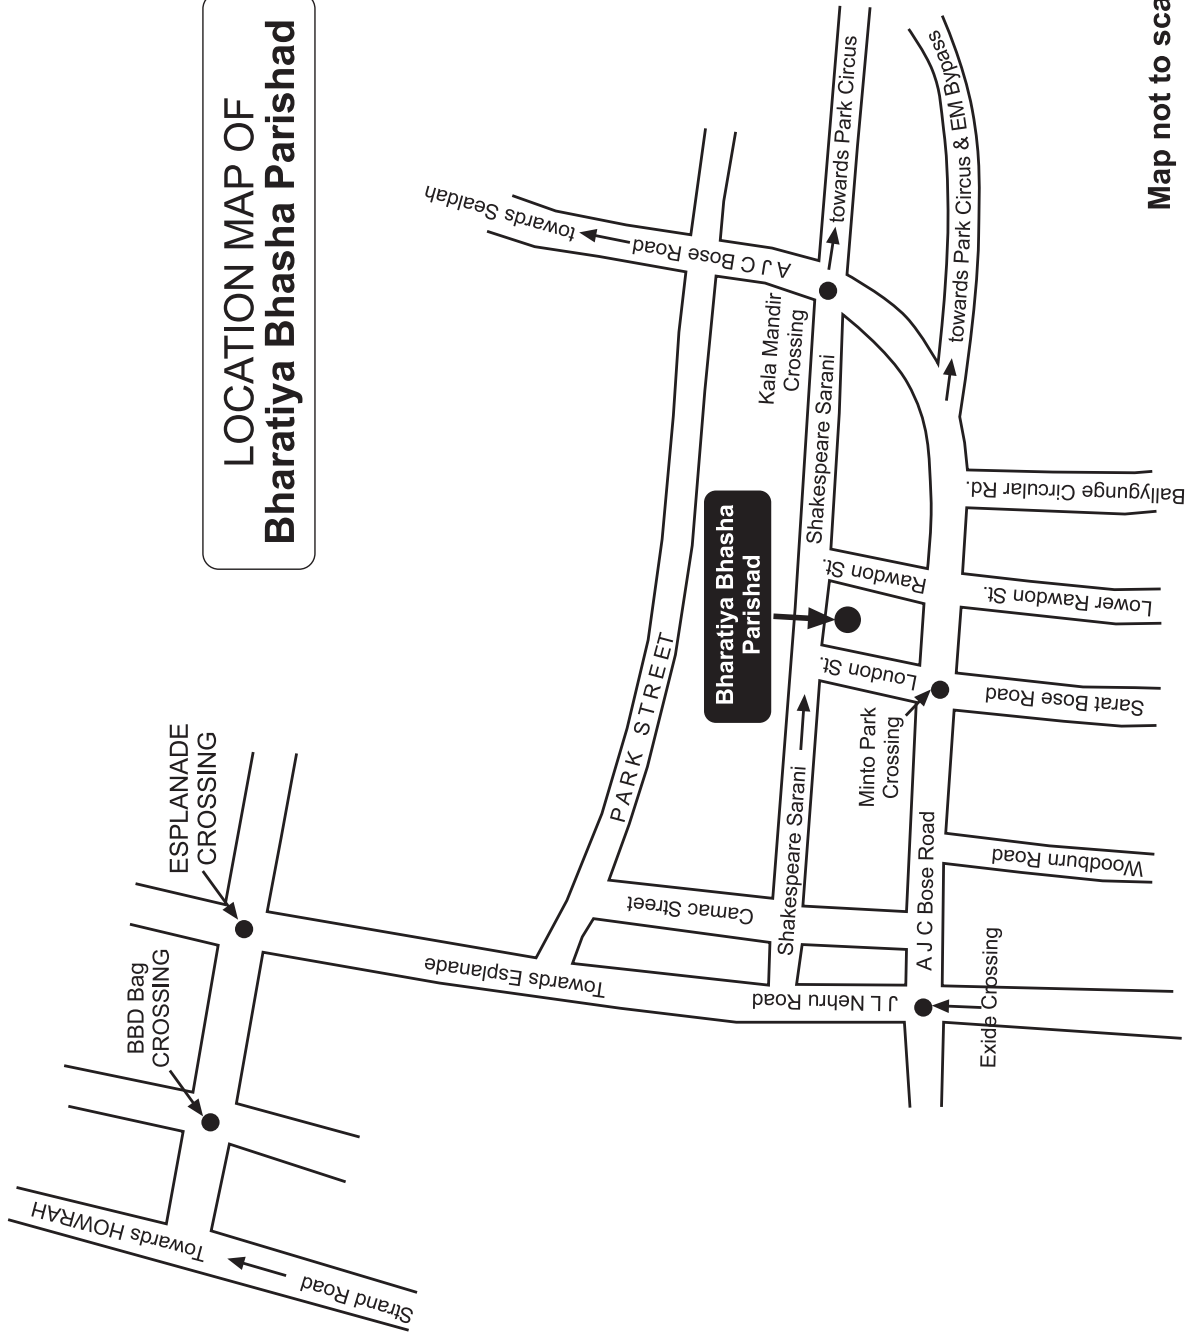 LOCATION MAP OF
Bharatiya Bhasha Parishad
Strand Road
Towards HOWRAH
BBD Bag
CROSSING
ESPLANADE
CROSSING
Towards Esplanade
PARK STREET
towards Sealdah
A J C Bose Road
Kala Mandir
Crossing
towards Park Circus
towards Park Circus & EM Bypass
J L Nehru Road
Camac Street
Shakespeare Sarani
Shakespeare Sarani
Bharatiya Bhasha
Parishad
Loudon St.
Rawdon St.
Minto Park
Crossing
A J C Bose Road
Exide Crossing
Woodburn Road
Sarat Bose Road
Lower Rawdon St.
Ballygunge Circular Rd.
Map not to sca